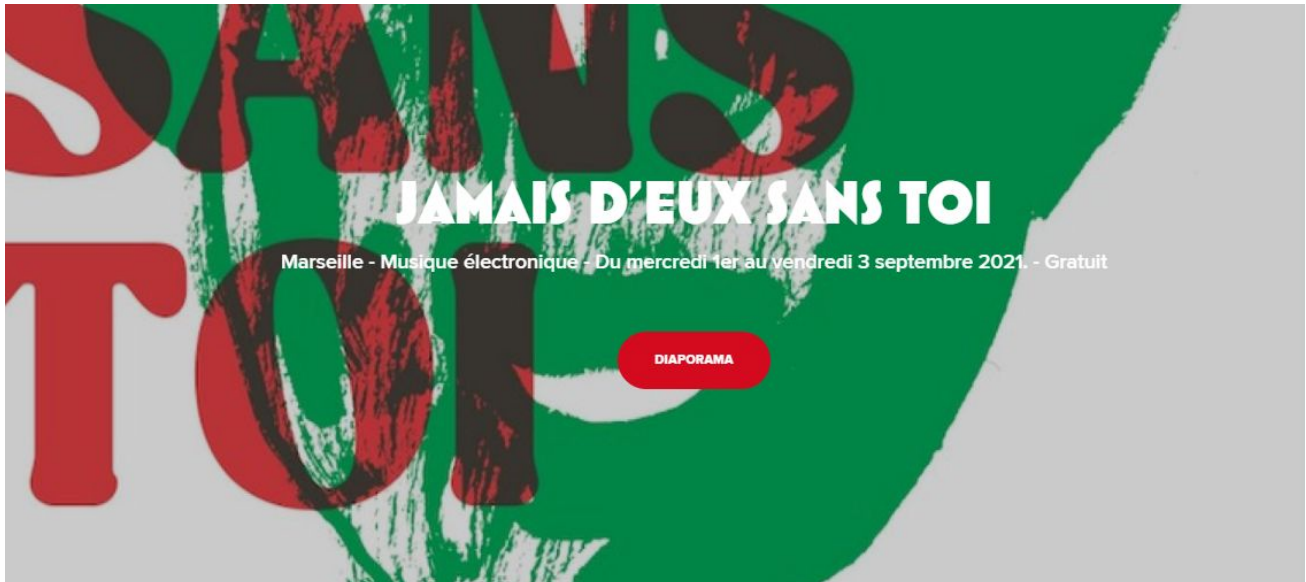 SANS
TOI
JAMAIS D'EUX SANS TOI
Marseille - Musique électronique - Du mercredi 1er au vendredi 3 septembre 2021. - Gratuit
DIAPORAMA